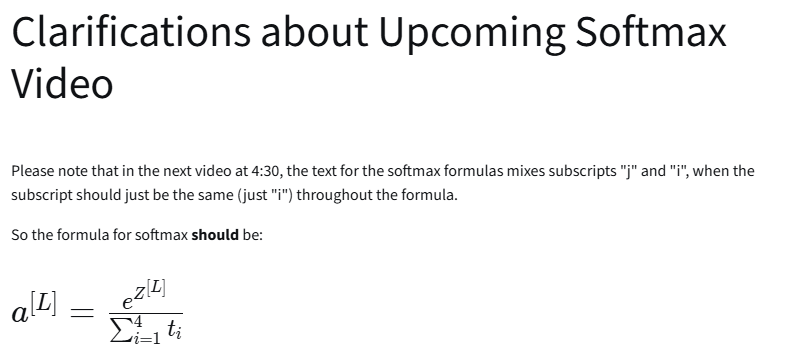 Clarifications about Upcoming Softmax
Video
Please note that in the next video at 4:30, the text for the softmax formulas mixes subscripts "j" and "i", when the
subscript should just be the same (just "i") throughout the formula.
So the formula for softmax should be:
a^{[L]} = \frac{e^{z^{[L]}}}{\sum_{i=1}^{4} t_i}